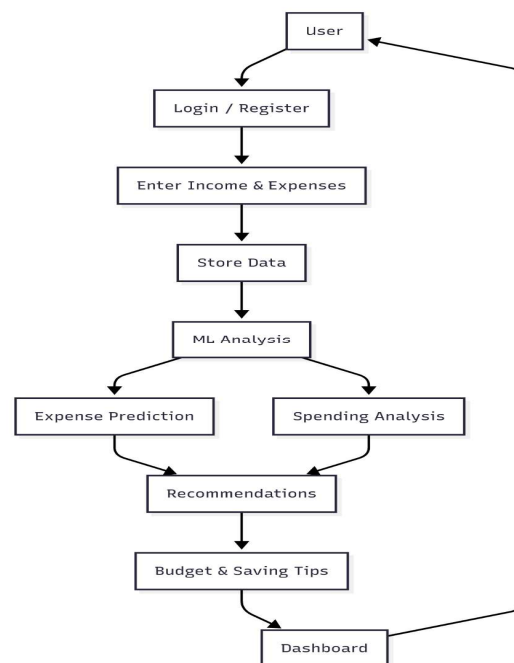 User
Login / Register
Enter Income & Expenses
Store Data
ML Analysis
Expense Prediction
Spending Analysis
Recommendations
Budget & Saving Tips
Dashboard